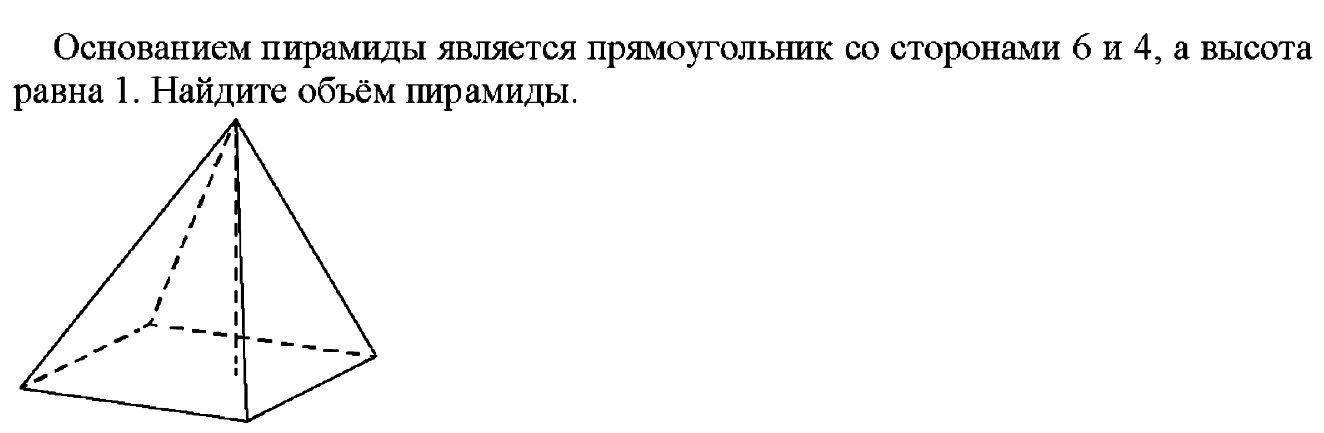 Основанием пирамиды является прямоугольник со сторонами 6 и 4, а высота
равна 1. Найдите объём пирамиды.